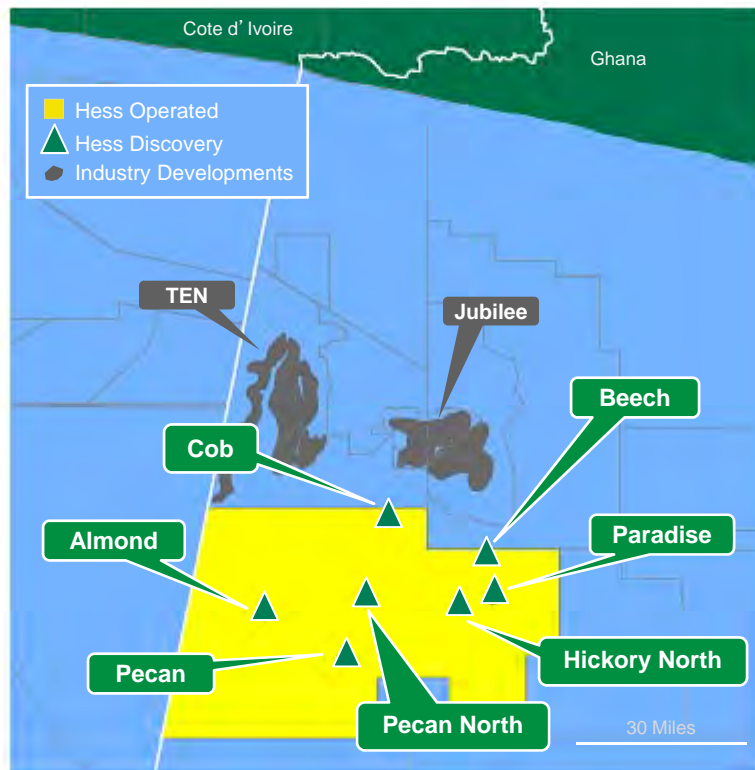 Cote d' Ivoire
Ghana
Hess Operated
Hess Discovery
Industry Developments
TEN
Jubilee
Beech
Cob
Paradise
Almond
Hickory North
Pecan
Pecan North
30 Miles